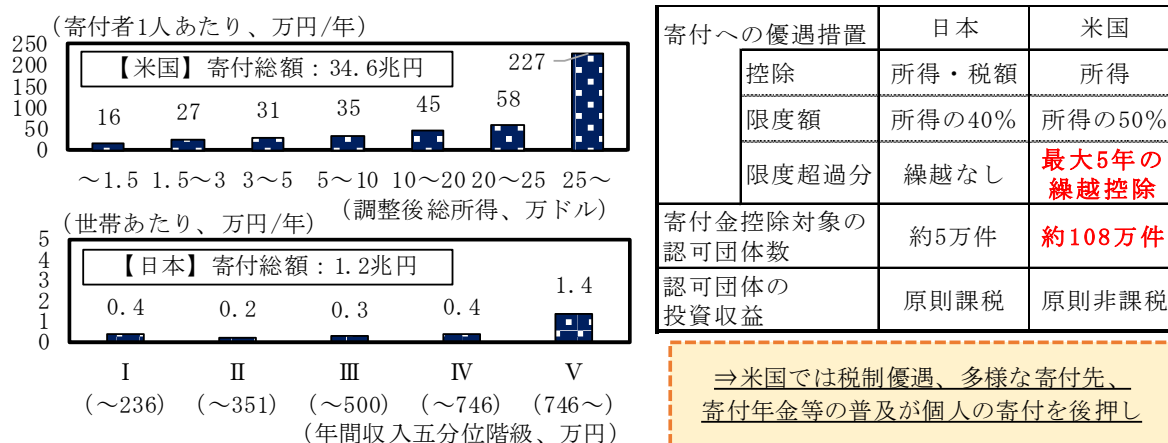 (寄付者1人あたり、万円/年)
250
200
150
100
50
0
【米国】寄付総額：34.6兆円
16
27
31
35
45
58
227
～1.5
1.5～3
3～5
5～10
10～20
20～25
25～
(調整後総所得、万ドル)
(世帯あたり、万円/年)
5
4
3
2
1
0
【日本】寄付総額：1.2兆円
0.4
0.2
0.3
0.4
1.4
Ⅰ
Ⅱ
Ⅲ
Ⅳ
Ⅴ
(～236)
(～351)
(～500)
(～746)
(746～)
(年間収入五分位階級、万円)
寄付への優遇措置 日本 米国
控除 所得・税額 所得
限度額 所得の40% 所得の50%
限度超過分 繰越なし 最大5年の
繰越控除
寄付金控除対象の
認可団体数 約5万件 約108万件
認可団体の
投資収益 原則課税 原則非課税
⇒米国では税制優遇、多様な寄付先、
寄付年金等の普及が個人の寄付を後押し